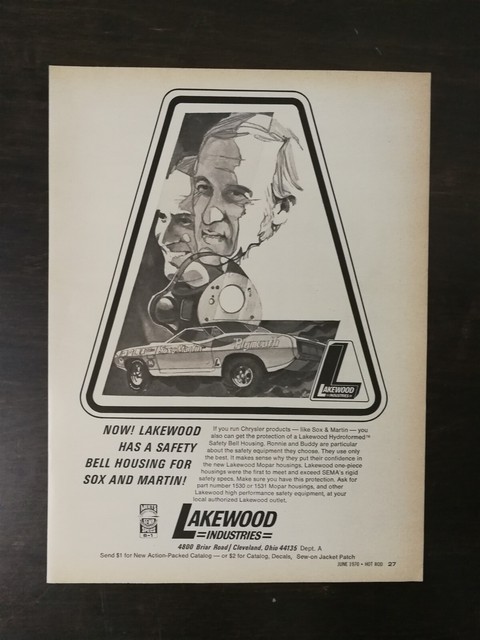 Plymouth
LAKEWOOD
INDUSTRIES
NOW! LAKEWOOD
HAS A SAFETY
BELL HOUSING FOR
SOX AND MARTIN!
If you run Chrysler products — like Sox & Martin — you
also can get the protection of a Lakewood Hydroformed™
Safety Bell Housing. Ronnie and Buddy are particular
about the safety equipment they choose. They use only
the best. It makes sense why they put their confidence in
the new Lakewood Mopar housings. Lakewood one-piece
housings were the first to meet and exceed SEMA's rigid
safety specs. Make sure you have this protection. Ask for
part number 1530 or 1531 Mopar housings, and other
Lakewood high performance safety equipment, at your
local authorized Lakewood outlet.
LAKEWOOD
INDUSTRIES
4800 Briar Road / Cleveland, Ohio 44135 Dept. A
Send $1 for New Action-Packed Catalog — or $2 for Catalog, Decals, Sew-on Jacket Patch
JUNE 1970 • HOT ROD 27